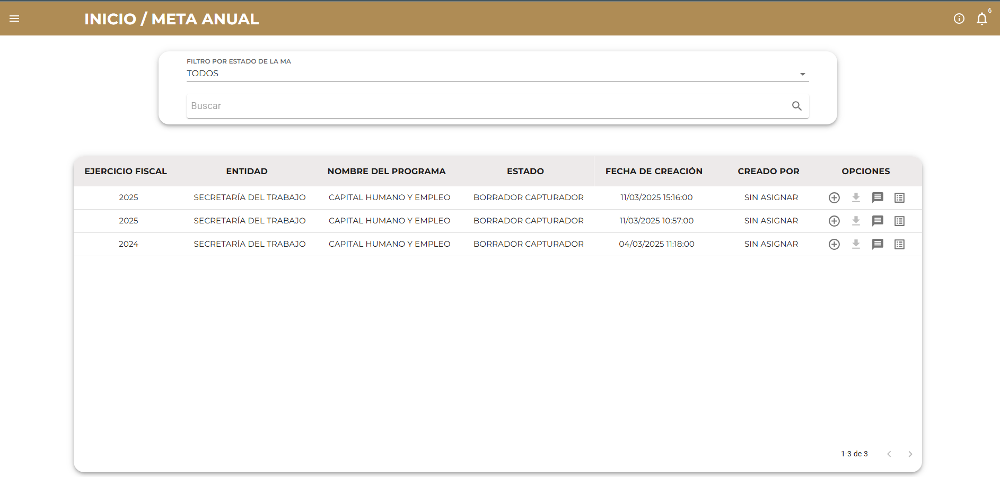 INICIO / META ANUAL
6
FILTRO POR ESTADO DE LA MA
TODOS
Buscar
EJERCICIO FISCAL ENTIDAD NOMBRE DEL PROGRAMA ESTADO FECHA DE CREACIÓN CREADO POR OPCIONES
2025 SECRETARÍA DEL TRABAJO CAPITAL HUMANO Y EMPLEO BORRADOR CAPTURADOR 11/03/2025 15:16:00 SIN ASIGNAR
2025 SECRETARÍA DEL TRABAJO CAPITAL HUMANO Y EMPLEO BORRADOR CAPTURADOR 11/03/2025 10:57:00 SIN ASIGNAR
2024 SECRETARÍA DEL TRABAJO CAPITAL HUMANO Y EMPLEO BORRADOR CAPTURADOR 04/03/2025 11:18:00 SIN ASIGNAR
1-3 de 3